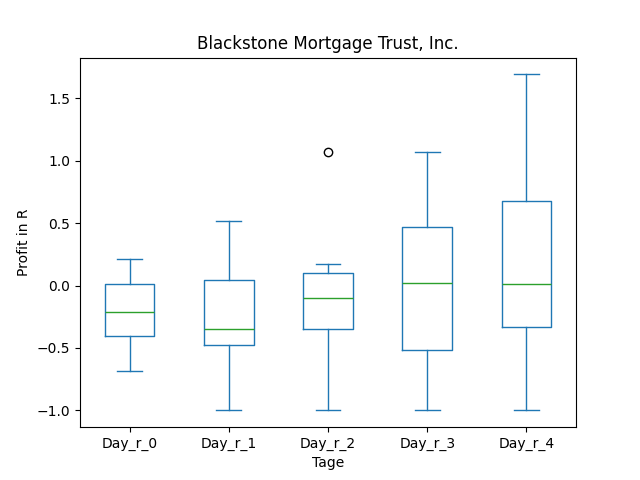 Blackstone Mortgage Trust, Inc.
Profit in R
1.5
1.0
0.5
0.0
−0.5
−1.0
Day_r_0 Day_r_1 Day_r_2 Day_r_3 Day_r_4
Tage